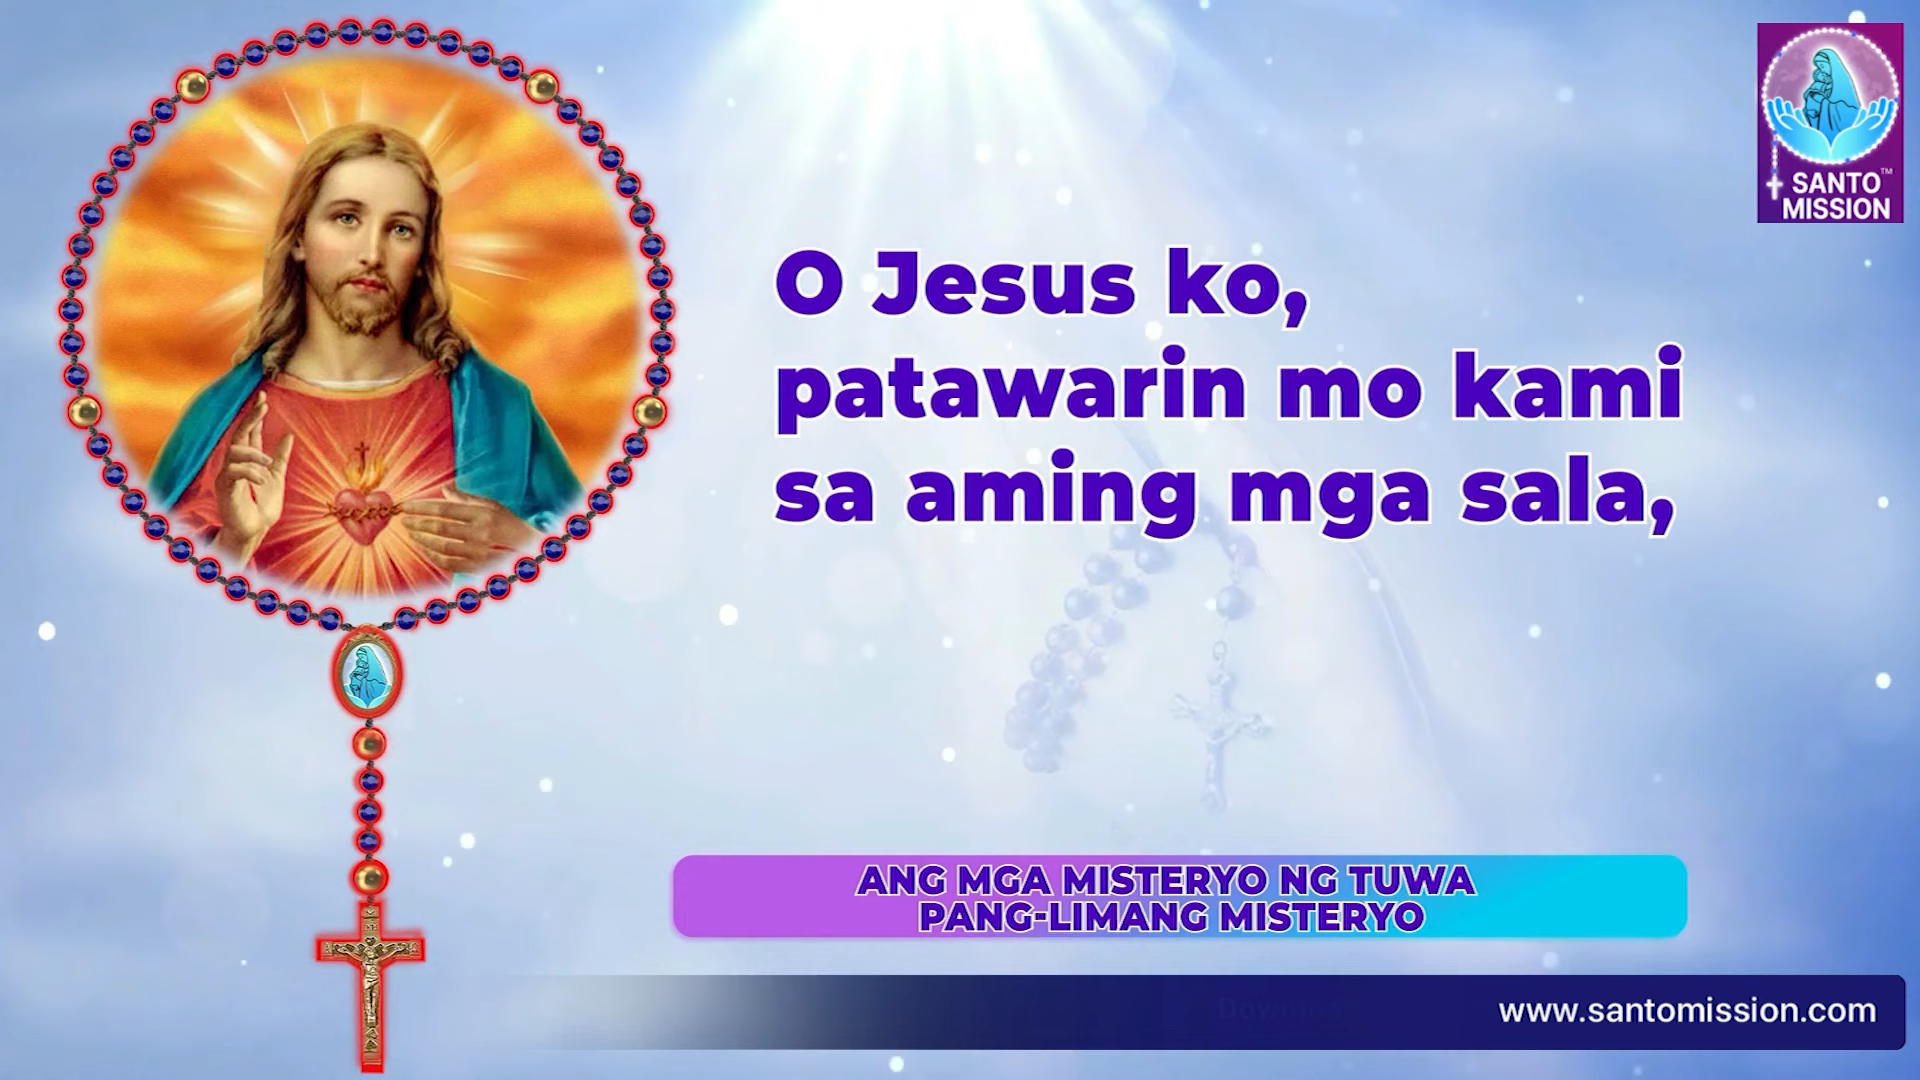 SANTO™
MISSION
O Jesus ko,
patawarin mo kami
sa aming mga sala,
ANG MGA MISTERYO NG TUWA
PANG-LIMANG MISTERYO
www.santomission.com